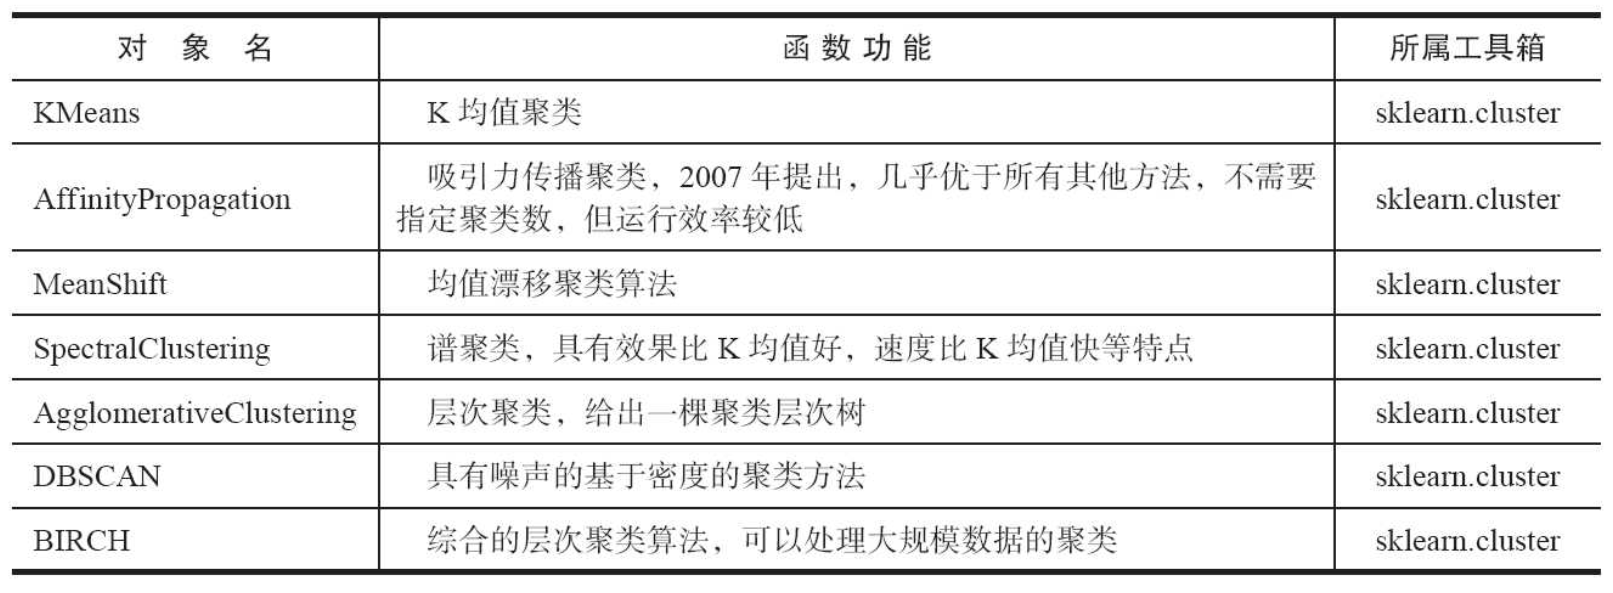 对 象 名 函 数 功 能 所属工具箱
KMeans K 均值聚类 sklearn.cluster
吸引力传播聚类，2007 年提出，几乎优于所有其他方法，不需要
AffinityPropagation sklearn.cluster
指定聚类数，但运行效率较低
MeanShift 均值漂移聚类算法 sklearn.cluster
SpectralClustering 谱聚类，具有效果比 K 均值好，速度比 K 均值快等特点 sklearn.cluster
AgglomerativeClustering 层次聚类，给出一棵聚类层次树 sklearn.cluster
DBSCAN 具有噪声的基于密度的聚类方法 sklearn.cluster
BIRCH 综合的层次聚类算法，可以处理大规模数据的聚类 sklearn.cluster